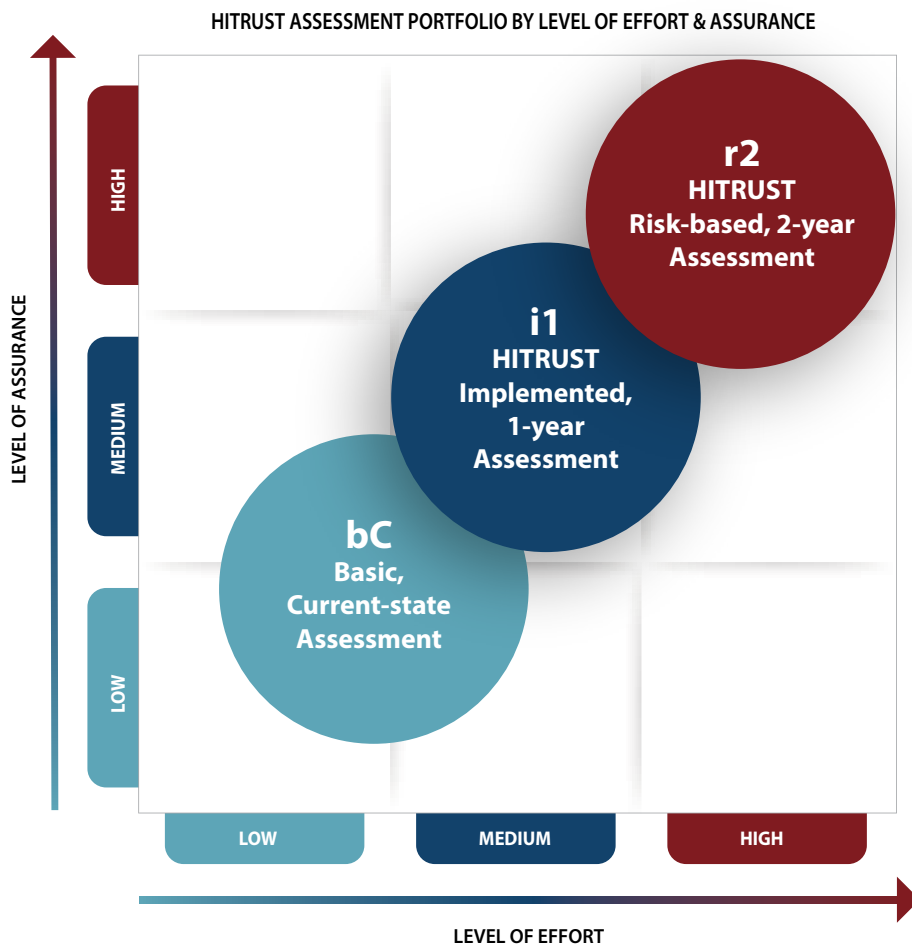 HITRUST ASSESSMENT PORTFOLIO BY LEVEL OF EFFORT & ASSURANCE
LEVEL OF ASSURANCE
HIGH
MEDIUM
LOW
r2
HITRUST
Risk-based, 2-year
Assessment
i1
HITRUST
Implemented,
1-year
Assessment
bC
Basic,
Current-state
Assessment
LOW
MEDIUM
HIGH
LEVEL OF EFFORT